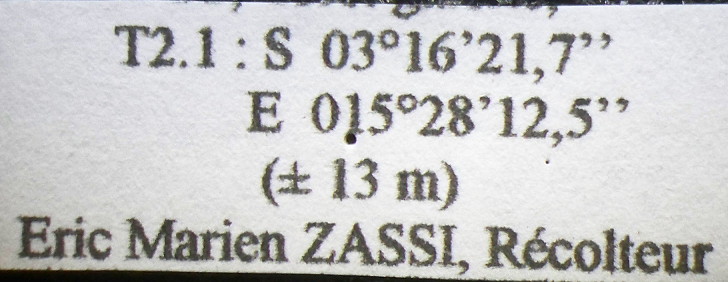 T2.1 : S 03°16’21,7’’
E 015°28’12,5’’
(± 13 m)
Eric Marien ZASSI, Récolteur